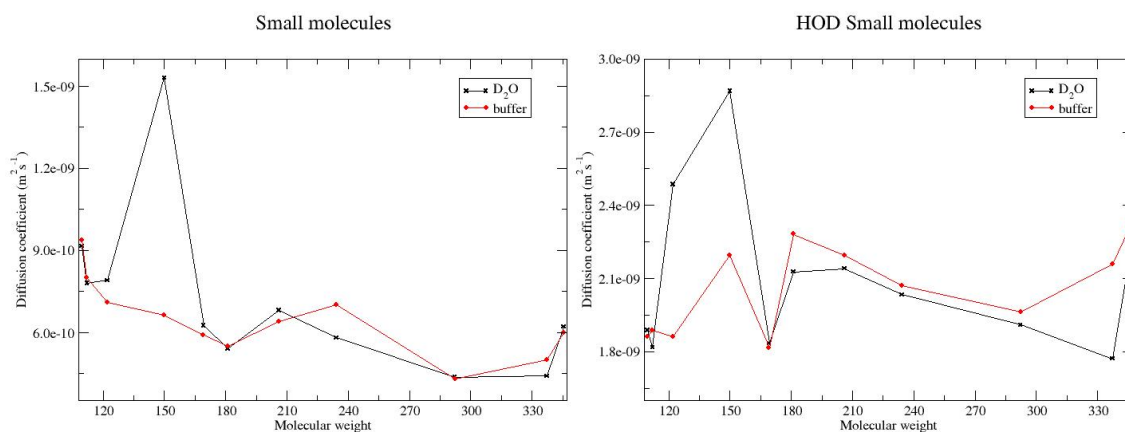 Small molecules
1.5e-09
1.2e-09
9.0e-10
6.0e-10
Diffusion coefficient (m² s⁻¹)
D₂O
buffer
120 150 180 210 240 270 300 330
Molecular weight
HOD Small molecules
3.0e-09
2.7e-09
2.4e-09
2.1e-09
1.8e-09
Diffusion coefficient (m² s⁻¹)
D₂O
buffer
120 150 180 210 240 270 300 330
Molecular weight